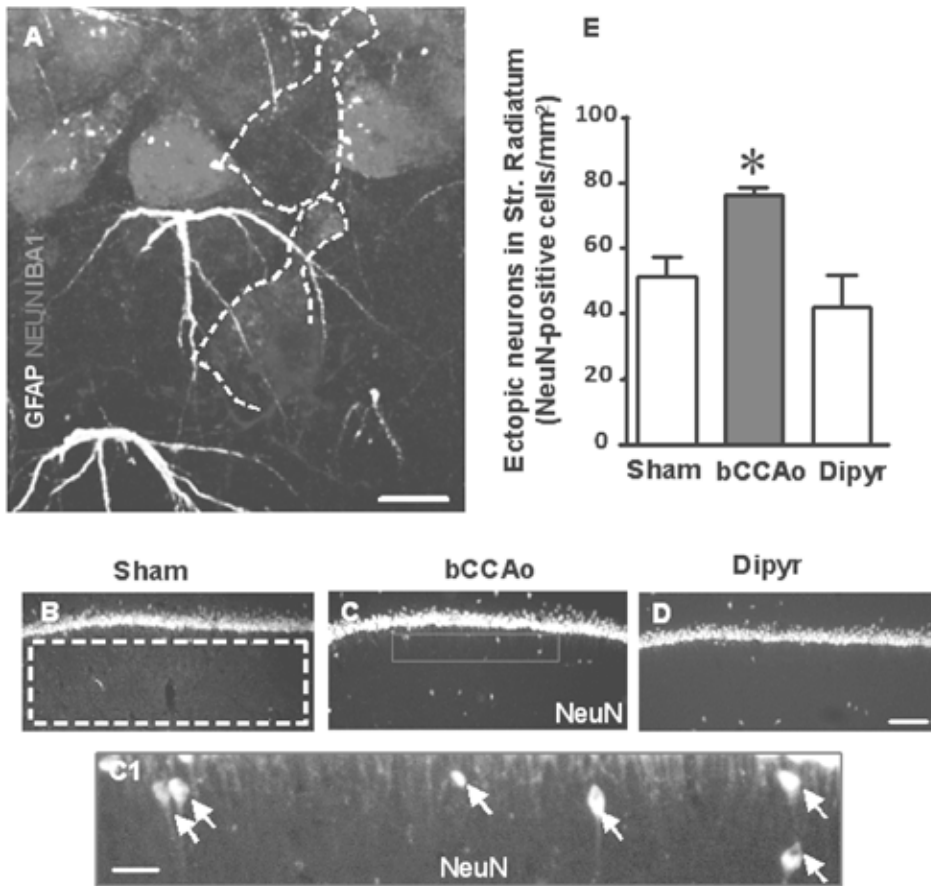 A
GFAP NEUN IBA1
E
Ectopic neurons in Str. Radiatum
(NeuN-positive cells/mm²)
100
80
60
40
20
0
*
Sham bCCAo Dipyr
Sham bCCAo Dipyr
B
C
NeuN
D
C1
NeuN